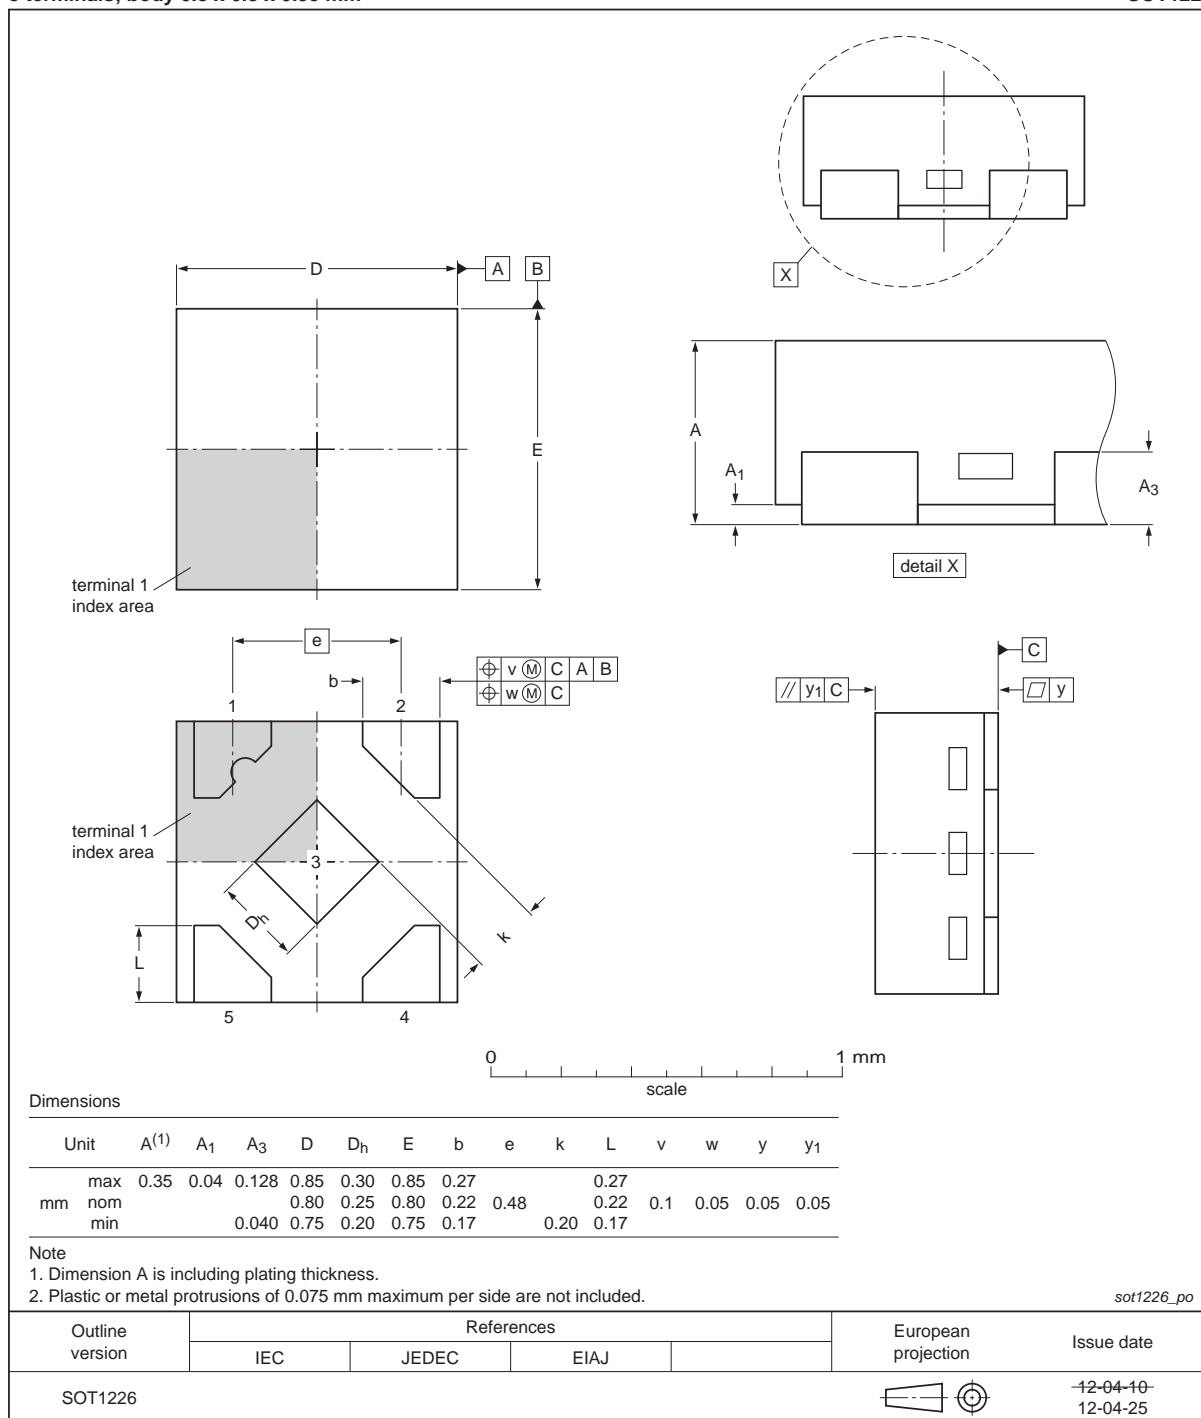 D
A
B
X
E
A
A1
A3
detail X
terminal 1
index area
e
b
v M C A B
w M C
1
2
C
// y1 C
y
terminal 1
index area
3
Dh
k
L
5
4
0
1 mm
scale
Dimensions
Unit A(1) A1 A3 D Dh E b e k L v w y y1
mm
max 0.35 0.04 0.128 0.85 0.30 0.85 0.27 0.27
nom 0.80 0.25 0.80 0.22 0.48 0.22 0.1 0.05 0.05 0.05
min 0.040 0.75 0.20 0.75 0.17 0.20 0.17
Note
1. Dimension A is including plating thickness.
2. Plastic or metal protrusions of 0.075 mm maximum per side are not included.
sot1226_po
Outline
version
References
IEC JEDEC EIAJ
European
projection
Issue date
SOT1226
12-04-10
12-04-25